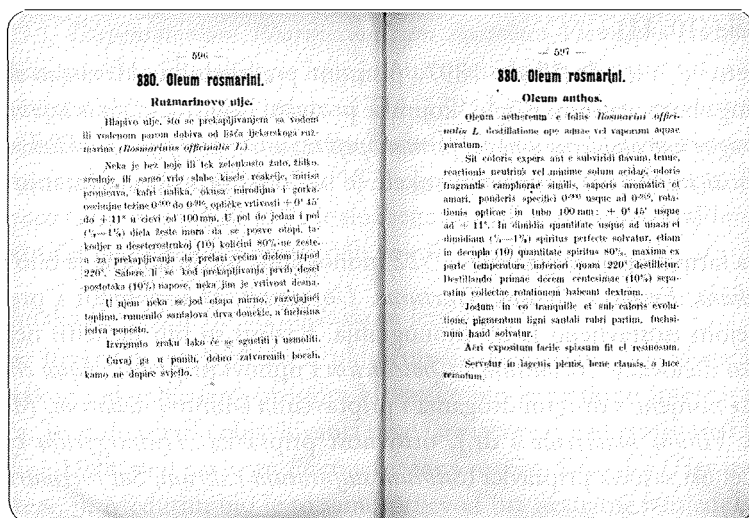 — 596
380. Oleum rosmarini.
Ružmarinovo ulje.
Hlapivo ulje, što se prekapljivanjem sa vodom
ili vodenom parom dobiva od lišća ljekarskoga ruž-
marina (Rosmarinus officinalis L.).
Neka je bez boje ili tek zelenkasto žuto, žitko,
sreduje ili samo vrlo slabe kisele reakcije, mirisa
pronicava, kafri nalika, okusa mirodijna i gorka,
osebujne težine 0·900 do 0·916, optičke vrtivosti + 0° 45′
do + 11° u cievi od 100 mm. U pol do jedan i pol
(½—1½) diela žeste mora da se posve otopi, ta-
kodjer u deseterostrukoj (10) količini 80% ne žeste,
a za prekapljivanja da prelazi većim dielom izpod
220°. Sabere li se kod prekapljivanja prvih deset
postotaka (10%) napose, neka jim je vrtivost desna.
U njem neka se jod otapa mirno, razvijajući
toplinu, rumenilo santalova drva donekle, a fuchsina
jedva ponešto.
Izvrgnuto zraku lako će se zgustiti i usmoliti.
Čuvaj ga u punih, dobro zatvorenih bocah,
kamo ne dopire svjetlo.
— 597 —
380. Oleum rosmarini.
Oleum anthos.
Oleum aethereum e foliis Rosmarini offici-
nalis L. destillatione ope aquae vel vaporum aquae
paratum.
Sit coloris expers aut e subviridi flavum, tenue,
reactionis neutrius vel minime solum acidae, odoris
fragrantis camphorae similis, saporis aromatici et
amari, ponderis specifici 0·900 usque ad 0·916, rota-
tionis opticae in tubo 100 mm: + 0° 45′ usque
ad + 11°. In dimidia quantitate usque ad unam et
dimidiam (½—1½) spiritus perfecte solvatur, etiam
in decupla (10) quantitate spiritus 80%, maxima ex
parte temperatura inferiori quam 220° destilletur.
Destillando primae decem centesimae (10%) sepa-
ratim collectae rotationem habeant dextram.
Jodum in eo tranquille et sub caloris evolu-
tione, pigmentum ligni santali rubri partim, fuchsi-
num haud solvatur.
Aëri expositum facile spissum fit et resinosum.
Servetur in lagenis plenis, bene clausis, a luce
remotum.